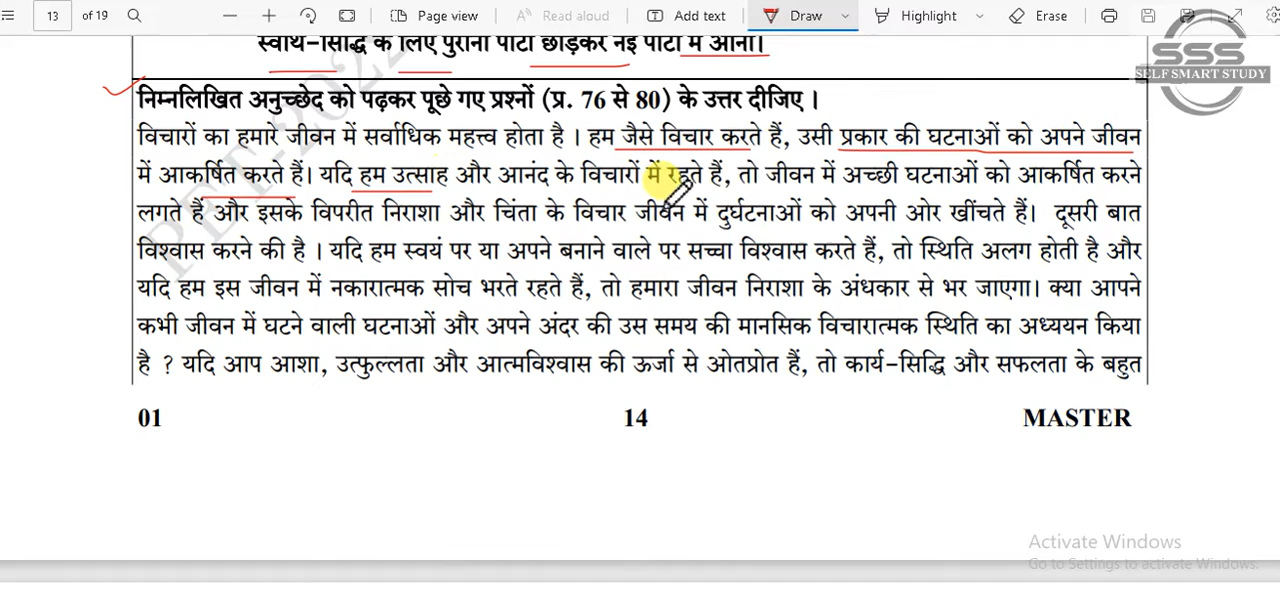 13 of 19 Page view Read aloud Add text Draw Highlight Erase
स्वार्थ-सिद्धि के लिए पुरानी पार्टी छोड़कर नई पार्टी में आना।
SSS
SELF SMART STUDY
निम्नलिखित अनुच्छेद को पढ़कर पूछे गए प्रश्नों (प्र. 76 से 80) के उत्तर दीजिए ।
विचारों का हमारे जीवन में सर्वाधिक महत्त्व होता है । हम जैसे विचार करते हैं, उसी प्रकार की घटनाओं को अपने जीवन
में आकर्षित करते हैं। यदि हम उत्साह और आनंद के विचारों में रहते हैं, तो जीवन में अच्छी घटनाओं को आकर्षित करने
लगते हैं और इसके विपरीत निराशा और चिंता के विचार जीवन में दुर्घटनाओं को अपनी ओर खींचते हैं। दूसरी बात
विश्वास करने की है । यदि हम स्वयं पर या अपने बनाने वाले पर सच्चा विश्वास करते हैं, तो स्थिति अलग होती है और
यदि हम इस जीवन में नकारात्मक सोच भरते रहते हैं, तो हमारा जीवन निराशा के अंधकार से भर जाएगा। क्या आपने
कभी जीवन में घटने वाली घटनाओं और अपने अंदर की उस समय की मानसिक विचारात्मक स्थिति का अध्ययन किया
है ? यदि आप आशा, उत्फुल्लता और आत्मविश्वास की ऊर्जा से ओतप्रोत हैं, तो कार्य-सिद्धि और सफलता के बहुत
01 14 MASTER
Activate Windows
Go to Settings to activate Windows.